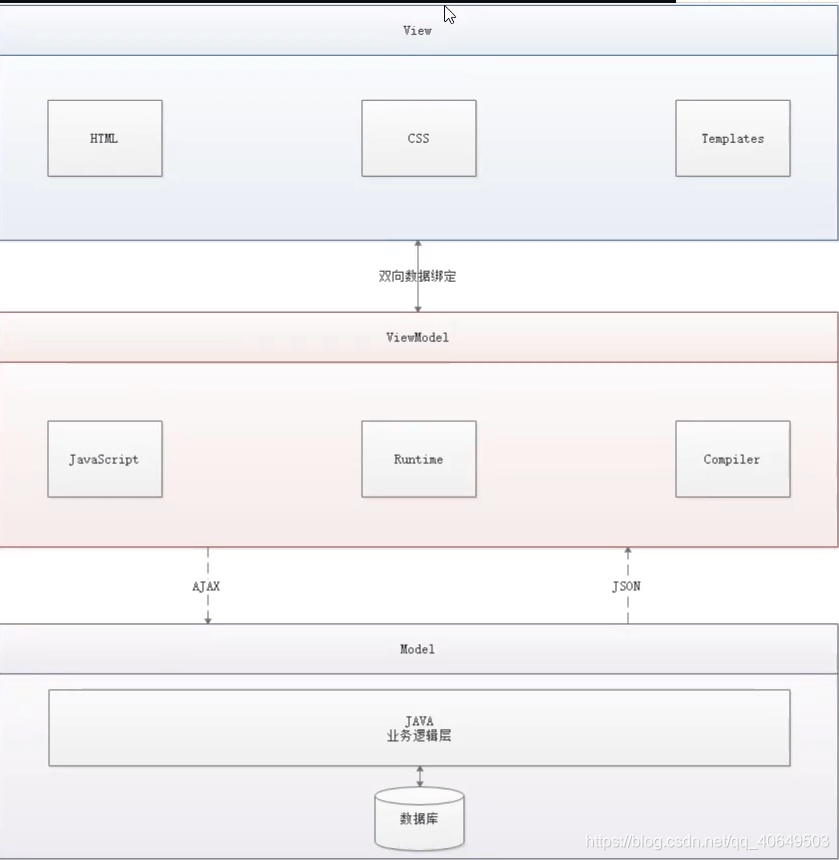 View
HTML
CSS
Templates
双向数据绑定
ViewModel
JavaScript
Runtime
Compiler
AJAX
JSON
Model
JAVA
业务逻辑层
数据库
https://blog.csdn.net/qq_40649503